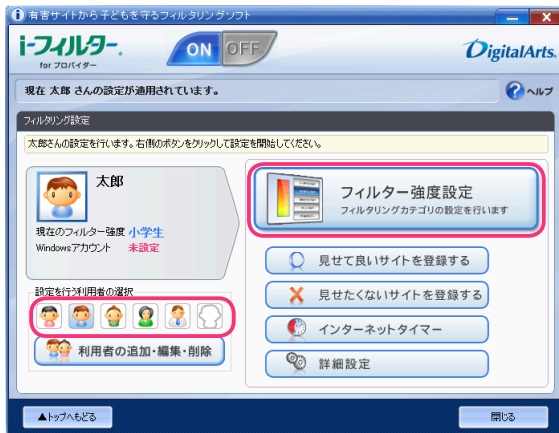 有害サイトから子どもを守るフィルタリングソフト
i-フィルター
for プロバイダー
ON OFF
DigitalArts.
現在 太郎 さんの設定が適用されています。
ヘルプ
フィルタリング設定
太郎さんの設定を行います。右側のボタンをクリックして設定を開始してください。
太郎
現在のフィルター強度 小学生
Windowsアカウント 未設定
設定を行う利用者の選択
利用者の追加・編集・削除
フィルター強度設定
フィルタリングカテゴリの設定を行います
見せて良いサイトを登録する
見せたくないサイトを登録する
インターネットタイマー
詳細設定
▲トップへもどる
閉じる